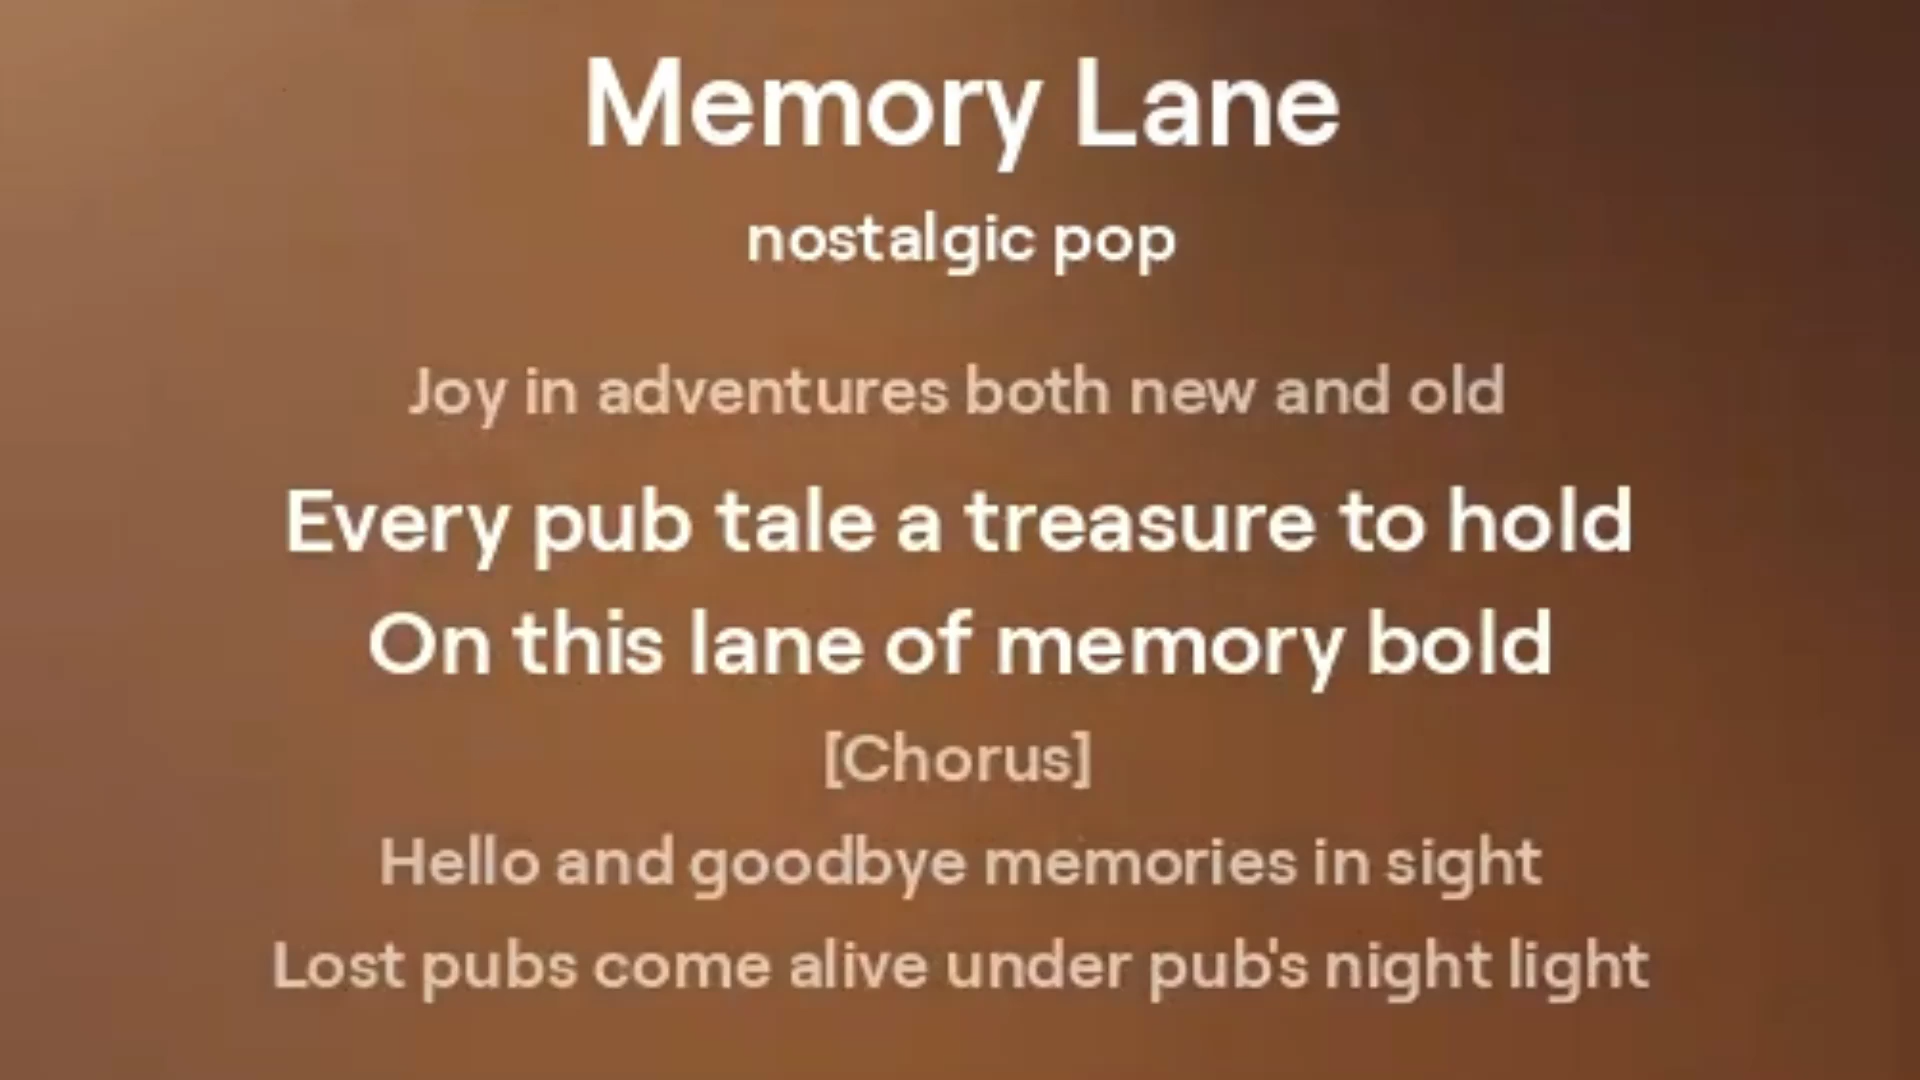 Memory Lane
nostalgic pop
Joy in adventures both new and old
Every pub tale a treasure to hold
On this lane of memory bold
[Chorus]
Hello and goodbye memories in sight
Lost pubs come alive under pub's night light